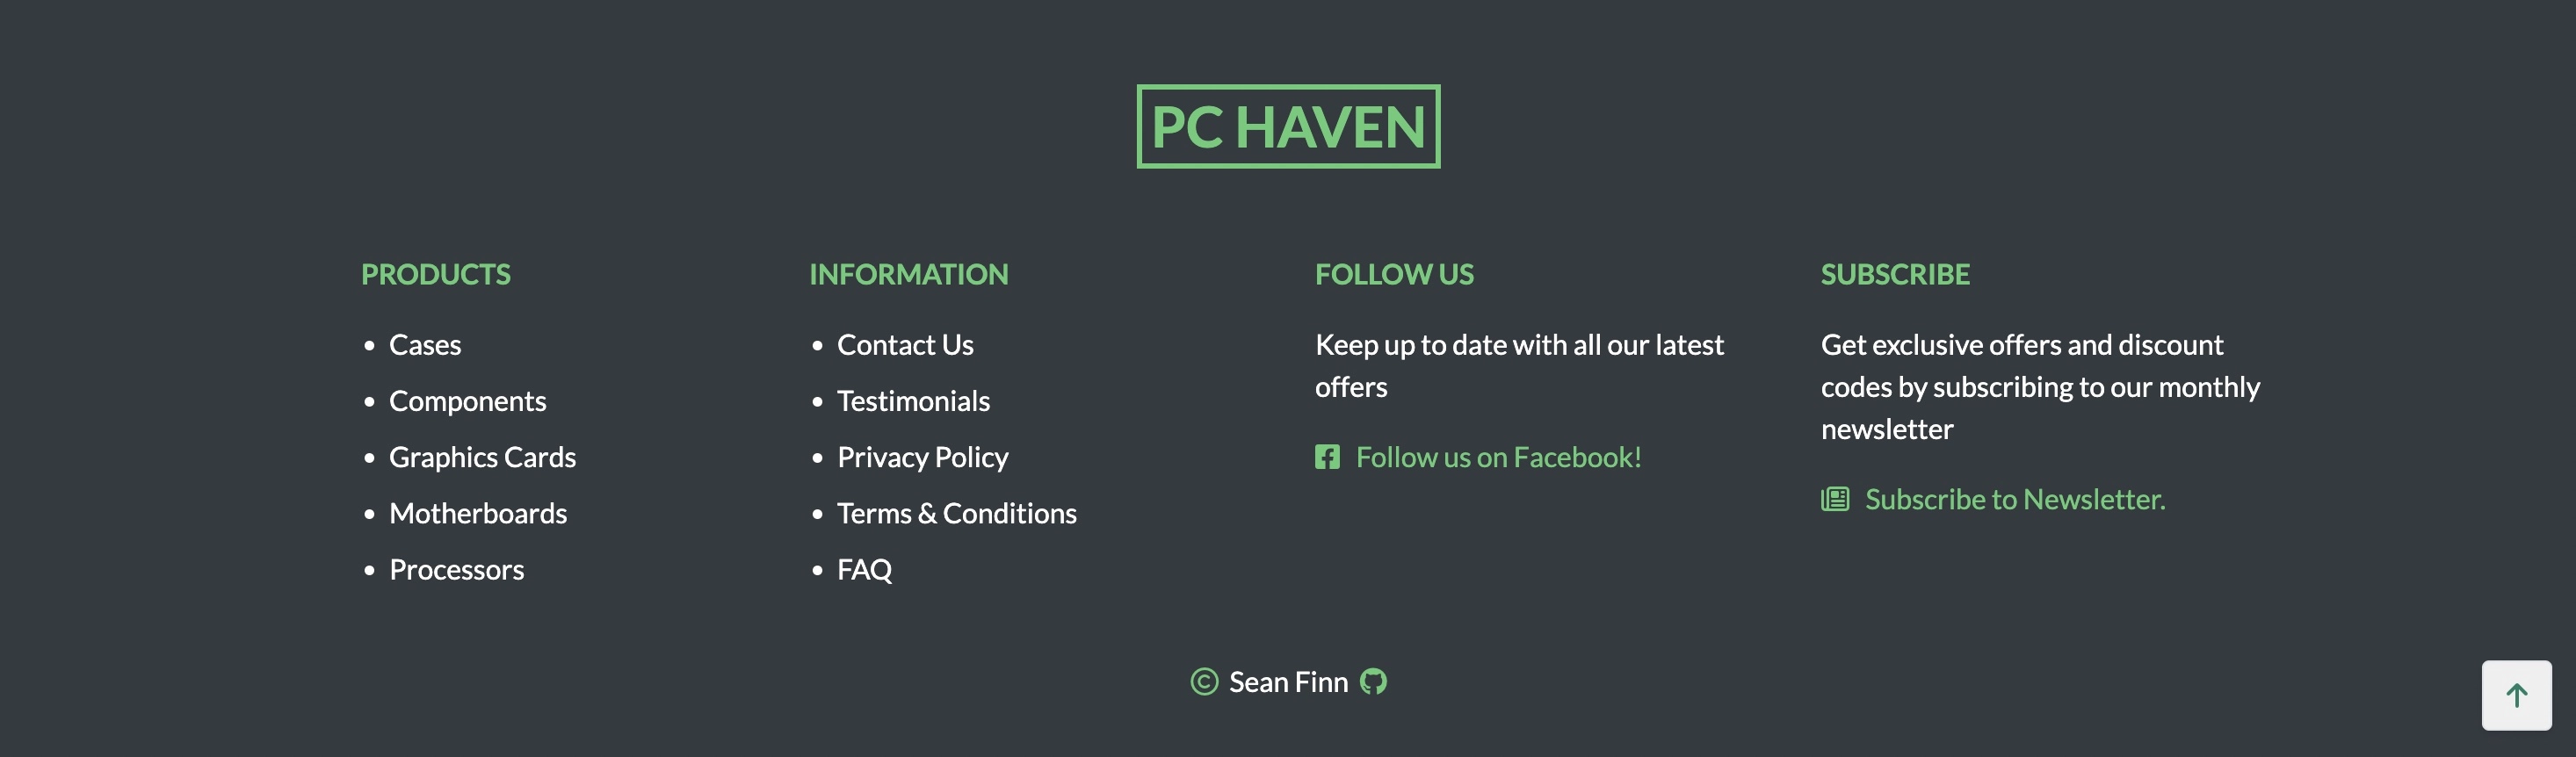 PC HAVEN
PRODUCTS
Cases
Components
Graphics Cards
Motherboards
Processors
INFORMATION
Contact Us
Testimonials
Privacy Policy
Terms & Conditions
FAQ
FOLLOW US
Keep up to date with all our latest
offers
Follow us on Facebook!
SUBSCRIBE
Get exclusive offers and discount
codes by subscribing to our monthly
newsletter
Subscribe to Newsletter.
© Sean Finn